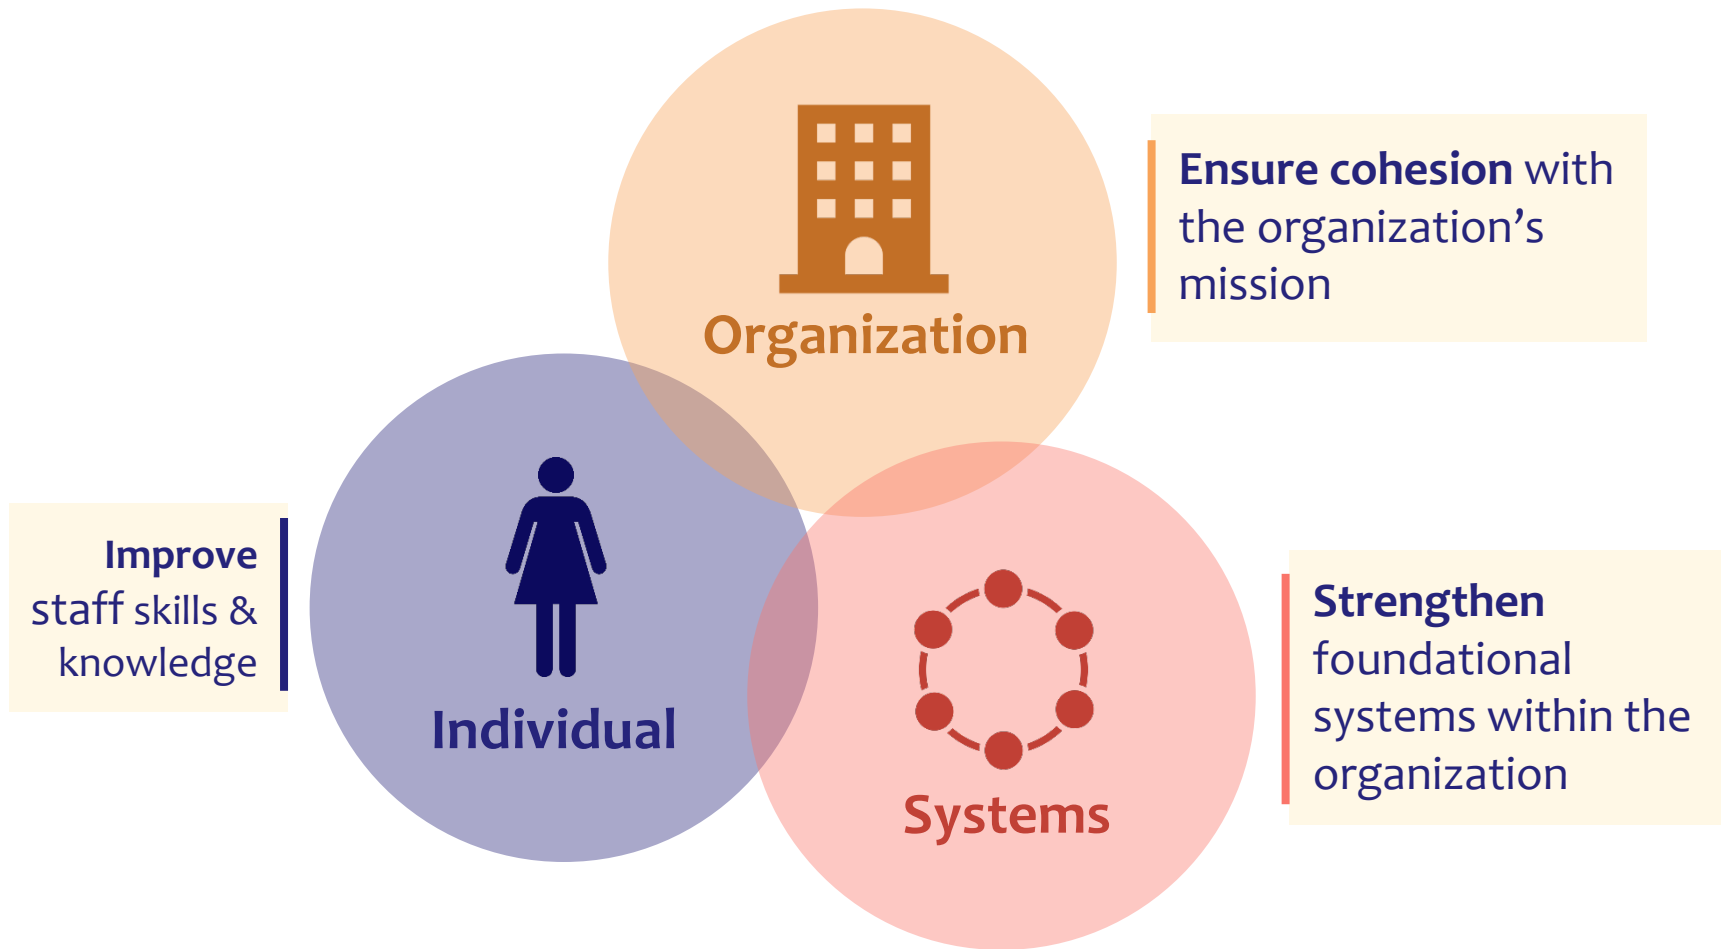 Organization
Ensure cohesion with
the organization’s
mission
Improve
staff skills &
knowledge
Individual
Strengthen
foundational
systems within the
organization
Systems